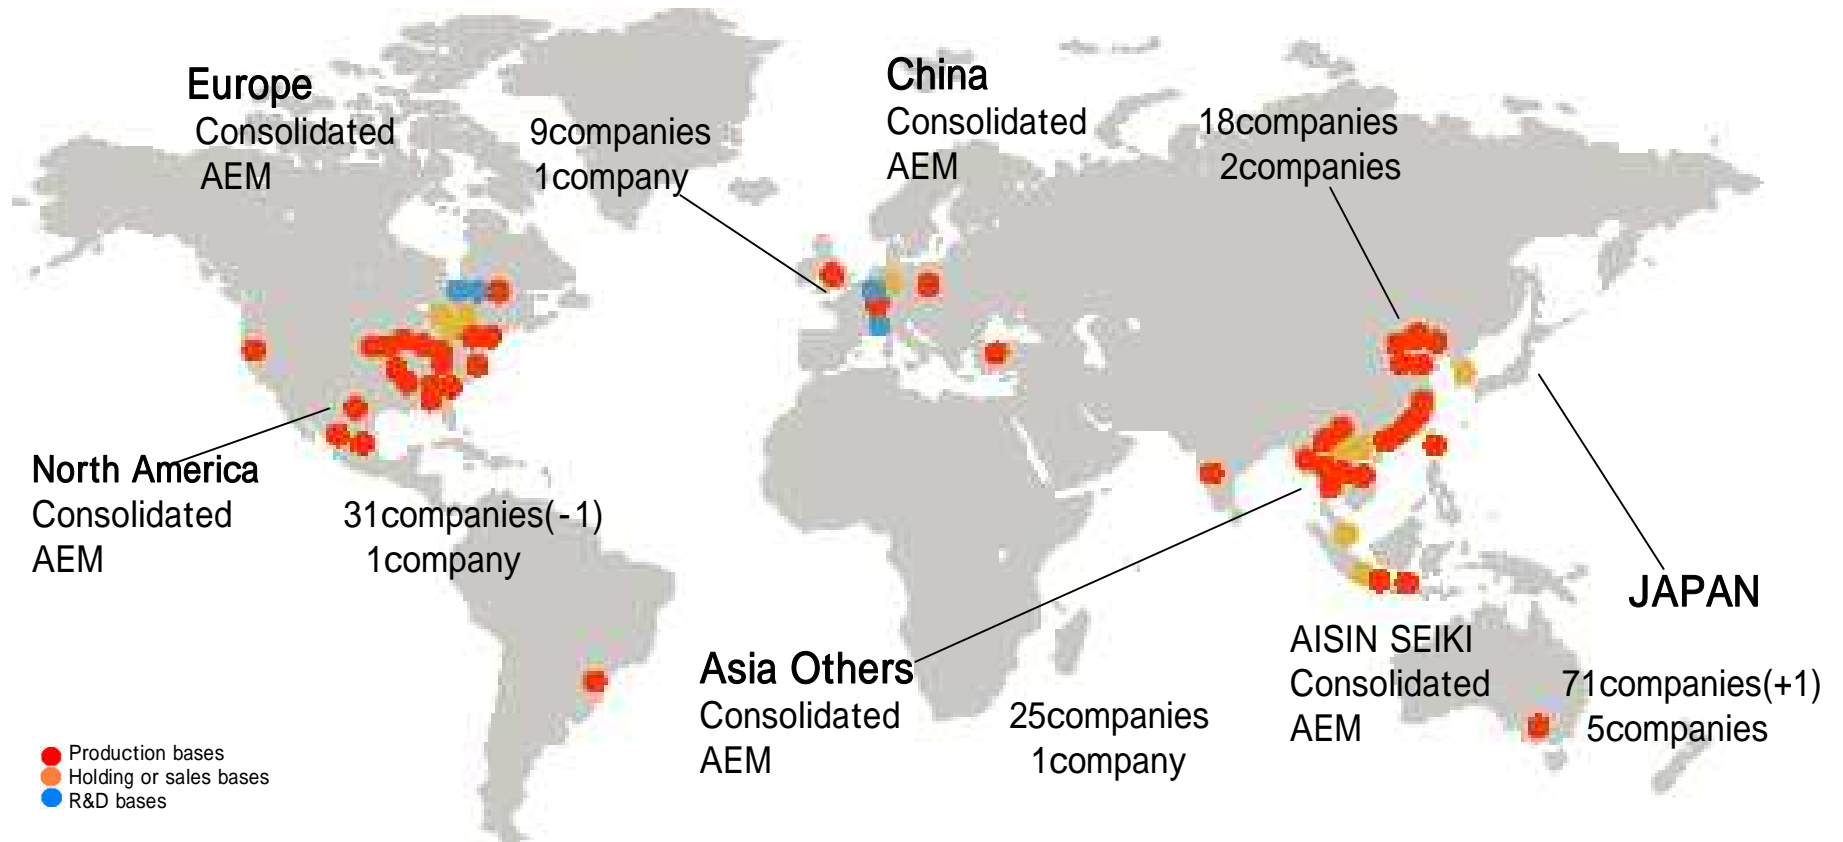 Europe
Consolidated 9companies
AEM 1company
China
Consolidated 18companies
AEM 2companies
North America
Consolidated 31companies(-1)
AEM 1company
Asia Others
Consolidated 25companies
AEM 1company
JAPAN
AISIN SEIKI
Consolidated 71companies(+1)
AEM 5companies
Production bases
Holding or sales bases
R&D bases